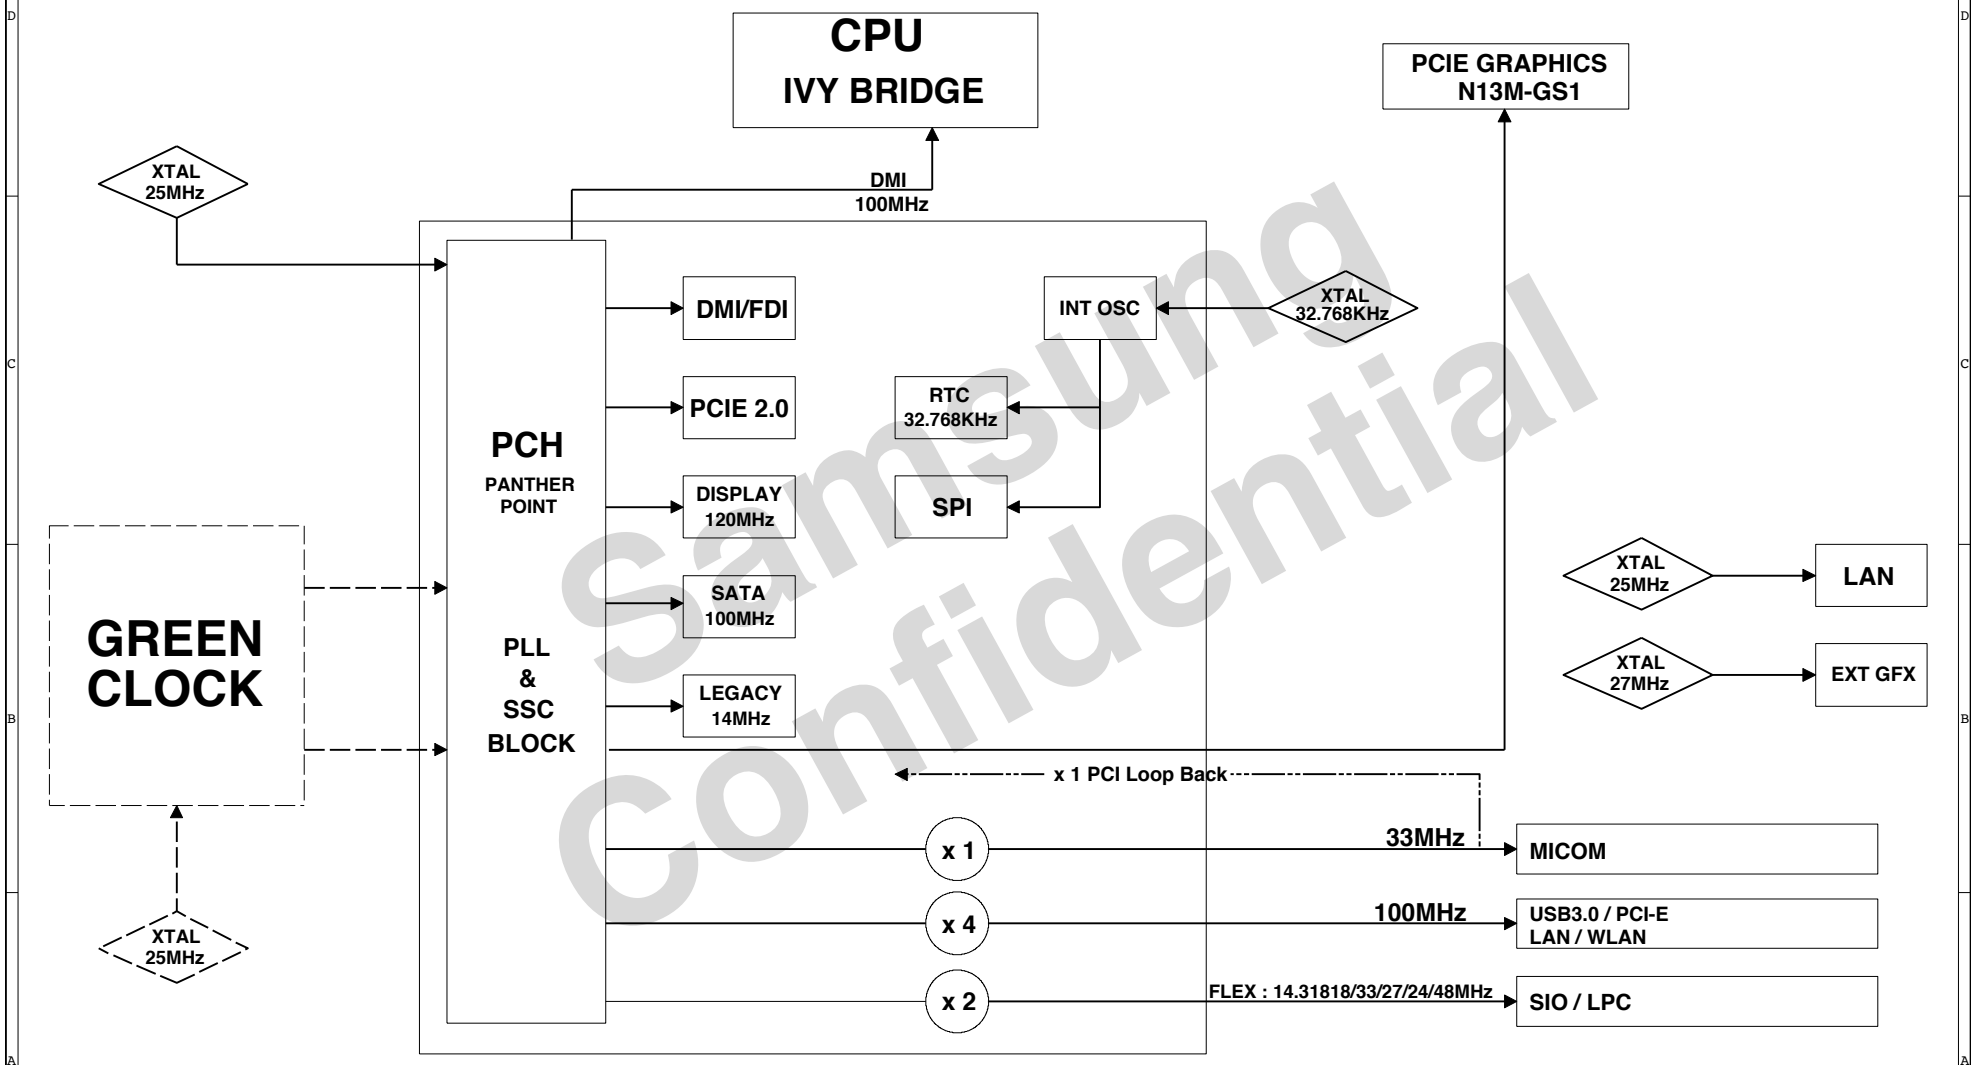 D
D
CPU
IVY BRIDGE
PCIE GRAPHICS
N13M-GS1
XTAL
25MHz
DMI
100MHz
DMI/FDI
INT OSC
XTAL
32.768KHz
C
C
PCIE 2.0
RTC
32.768KHz
PCH
PANTHER
POINT
DISPLAY
120MHz
SPI
XTAL
25MHz
LAN
SATA
100MHz
GREEN
CLOCK
PLL
&
SSC
BLOCK
XTAL
27MHz
EXT GFX
LEGACY
14MHz
B
B
x 1 PCI Loop Back
x 1
33MHz
MICOM
x 4
100MHz
USB3.0 / PCI-E
LAN / WLAN
XTAL
25MHz
x 2
FLEX : 14.31818/33/27/24/48MHz
SIO / LPC
A
A
Samsung
Confidential